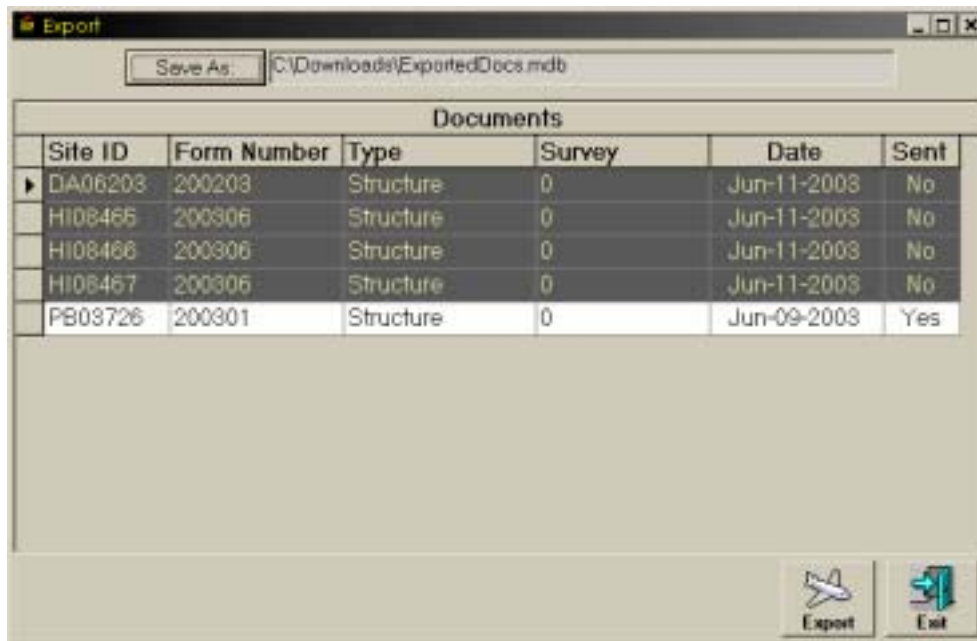 Export
Save As: C:\Downloads\ExportedDocs.mdb
Documents
Site ID Form Number Type Survey Date Sent
DA06203 200203 Structure 0 Jun-11-2003 No
HI08465 200306 Structure 0 Jun-11-2003 No
HI08466 200306 Structure 0 Jun-11-2003 No
HI08467 200306 Structure 0 Jun-11-2003 No
PB03726 200301 Structure 0 Jun-09-2003 Yes
Export Exit